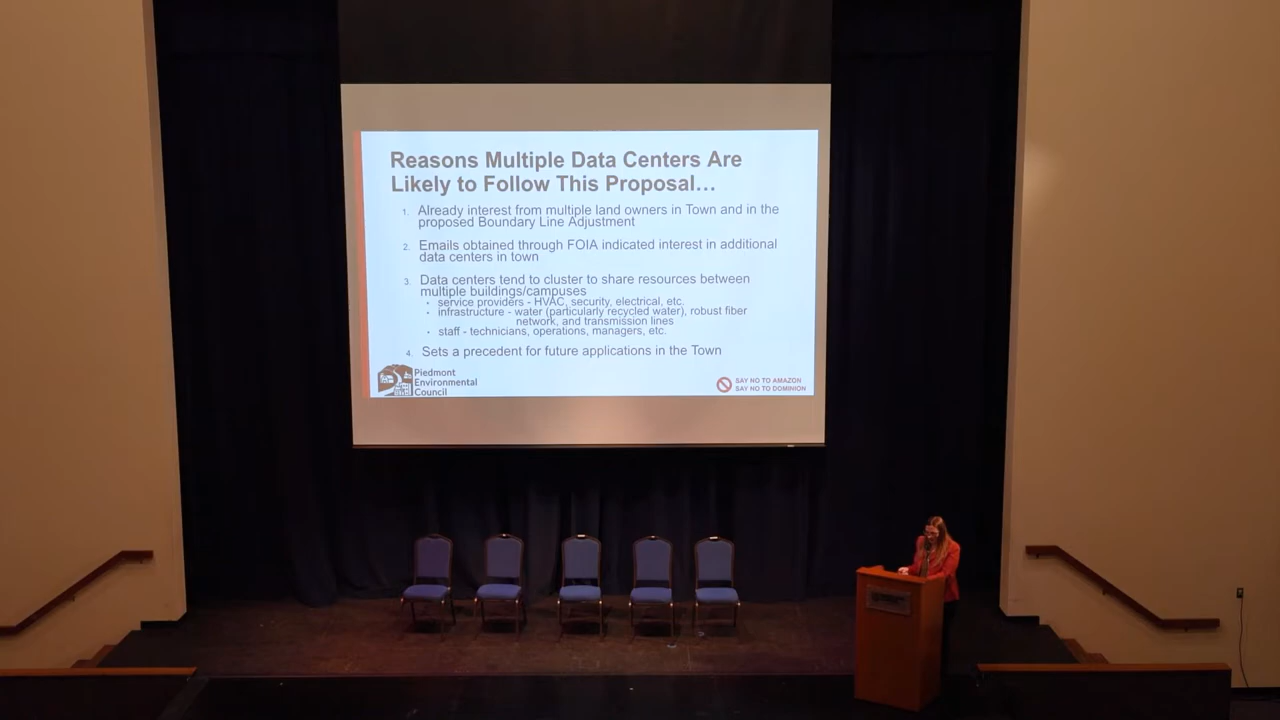 Reasons Multiple Data Centers Are
Likely to Follow This Proposal...
1. Already interest from multiple land owners in Town and in the
proposed Boundary Line Adjustment
2. Emails obtained through FOIA indicated interest in additional
data centers in town
3. Data centers tend to cluster to share resources between
multiple buildings/campuses
· service providers - HVAC, security, electrical, etc.
· infrastructure - water (particularly recycled water), robust fiber
network, and transmission lines
· staff - technicians, operations, managers, etc.
4. Sets a precedent for future applications in the Town
Piedmont
Environmental
Council
SAY NO TO AMAZON
SAY NO TO DOMINION